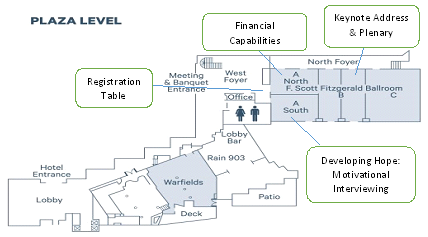 PLAZA LEVEL
Financial
Capabilities
Keynote Address
& Plenary
Registration
Table
Meeting
& Banquet
Entrance
West
Foyer
North Foyer
A
North
F. Scott Fitzgerald Ballroom
B
C
A
South
Office
Lobby
Bar
Rain 903
Developing Hope:
Motivational
Interviewing
Hotel
Entrance
Lobby
Warfields
Deck
Patio